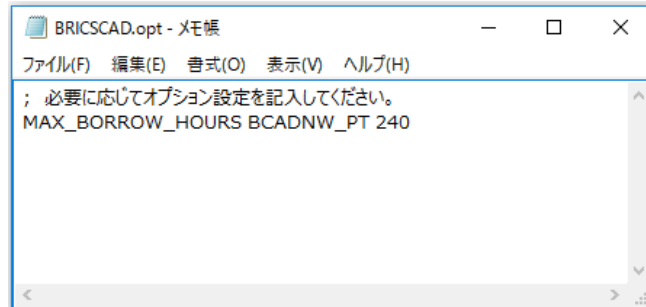 BRICSCAD.opt - メモ帳
ファイル(F) 編集(E) 書式(O) 表示(V) ヘルプ(H)
; 必要に応じてオプション設定を記入してください。
MAX_BORROW_HOURS BCADNW_PT 240